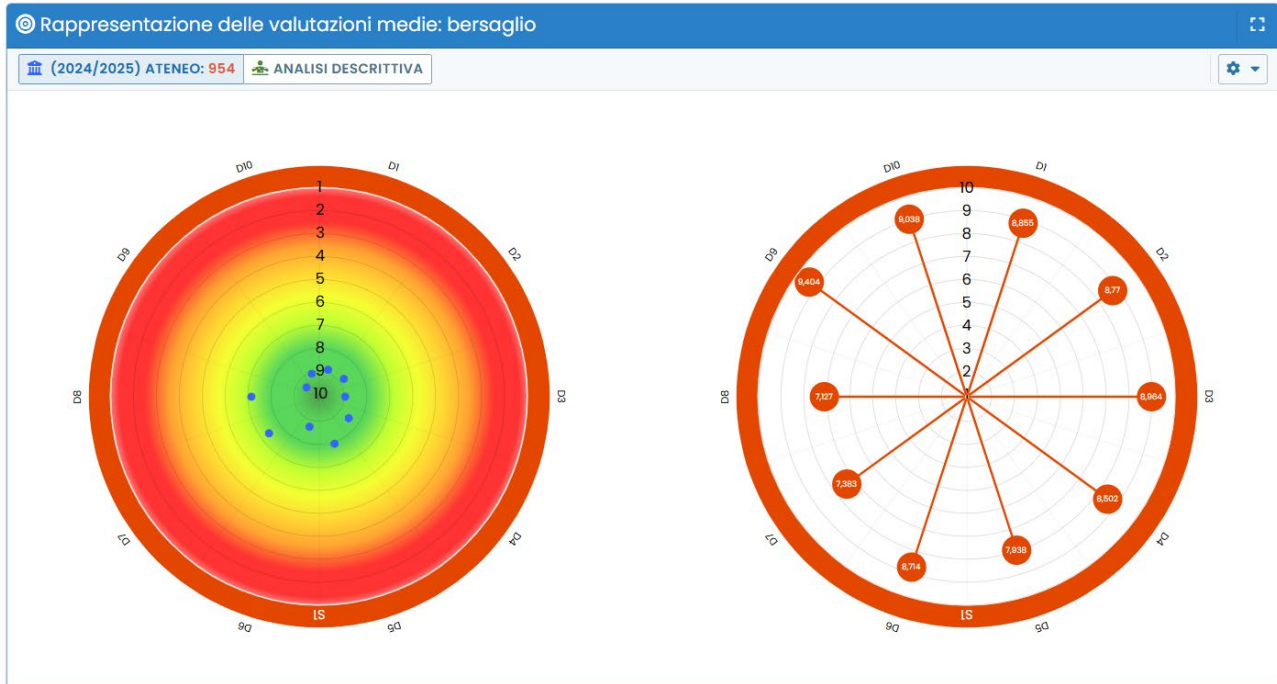 Rappresentazione delle valutazioni medie: bersaglio
(2024/2025) ATENEO: 954 ANALISI DESCRITTIVA
D10 D1
D9 D2
D8 D3
D7 D4
D6 D5
1
2
3
4
5
6
7
8
9
10
S1
D10 D1
D9 D2
D8 D3
D7 D4
D6 D5
10
9
8
7
6
5
4
3
2
1
9,038 8,855
9,404 8,77
7,127 8,964
7,383 8,502
8,714 7,938
S1